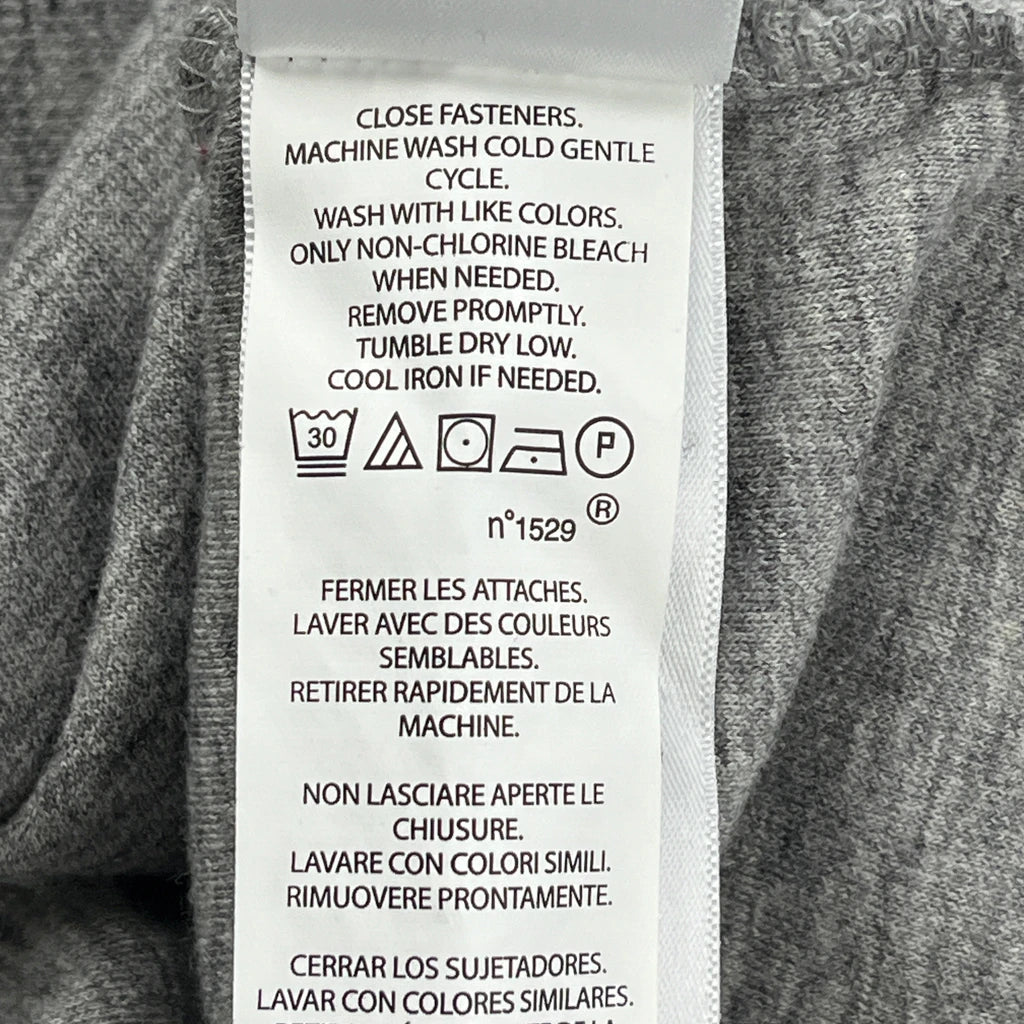 CLOSE FASTENERS.
MACHINE WASH COLD GENTLE
CYCLE.
WASH WITH LIKE COLORS.
ONLY NON-CHLORINE BLEACH
WHEN NEEDED.
REMOVE PROMPTLY.
TUMBLE DRY LOW.
COOL IRON IF NEEDED.
30 P
n°1529 ®
FERMER LES ATTACHES.
LAVER AVEC DES COULEURS
SEMBLABLES.
RETIRER RAPIDEMENT DE LA
MACHINE.
NON LASCIARE APERTE LE
CHIUSURE.
LAVARE CON COLORI SIMILI.
RIMUOVERE PRONTAMENTE.
CERRAR LOS SUJETADORES.
LAVAR CON COLORES SIMILARES.